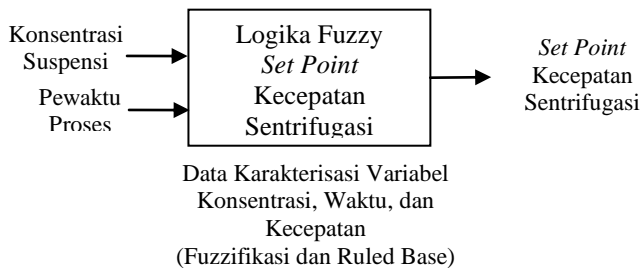 Konsentrasi
Suspensi
Pewaktu
Proses
Logika Fuzzy
Set Point
Kecepatan
Sentrifugasi
Set Point
Kecepatan
Sentrifugasi
Data Karakterisasi Variabel
Konsentrasi, Waktu, dan
Kecepatan
(Fuzzifikasi dan Ruled Base)